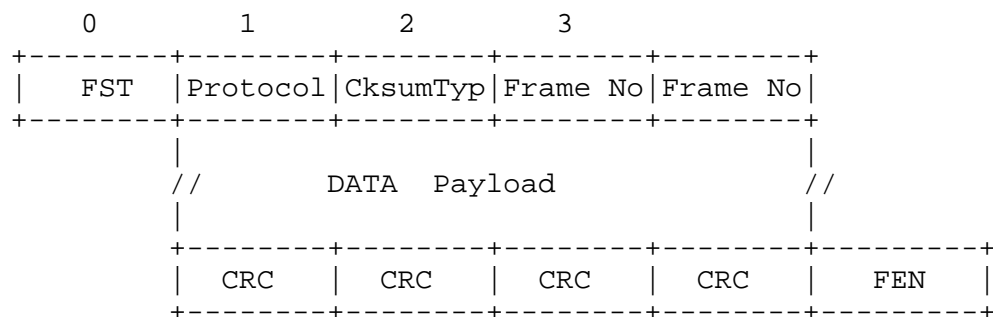 0 1 2 3
+--------+--------+--------+--------+--------+
| FST |Protocol|CksumTyp|Frame No|Frame No|
+--------+--------+--------+--------+--------+
| |
// DATA Payload //
| |
+--------+--------+--------+--------+---------+
| CRC | CRC | CRC | CRC | FEN |
+--------+--------+--------+--------+---------+